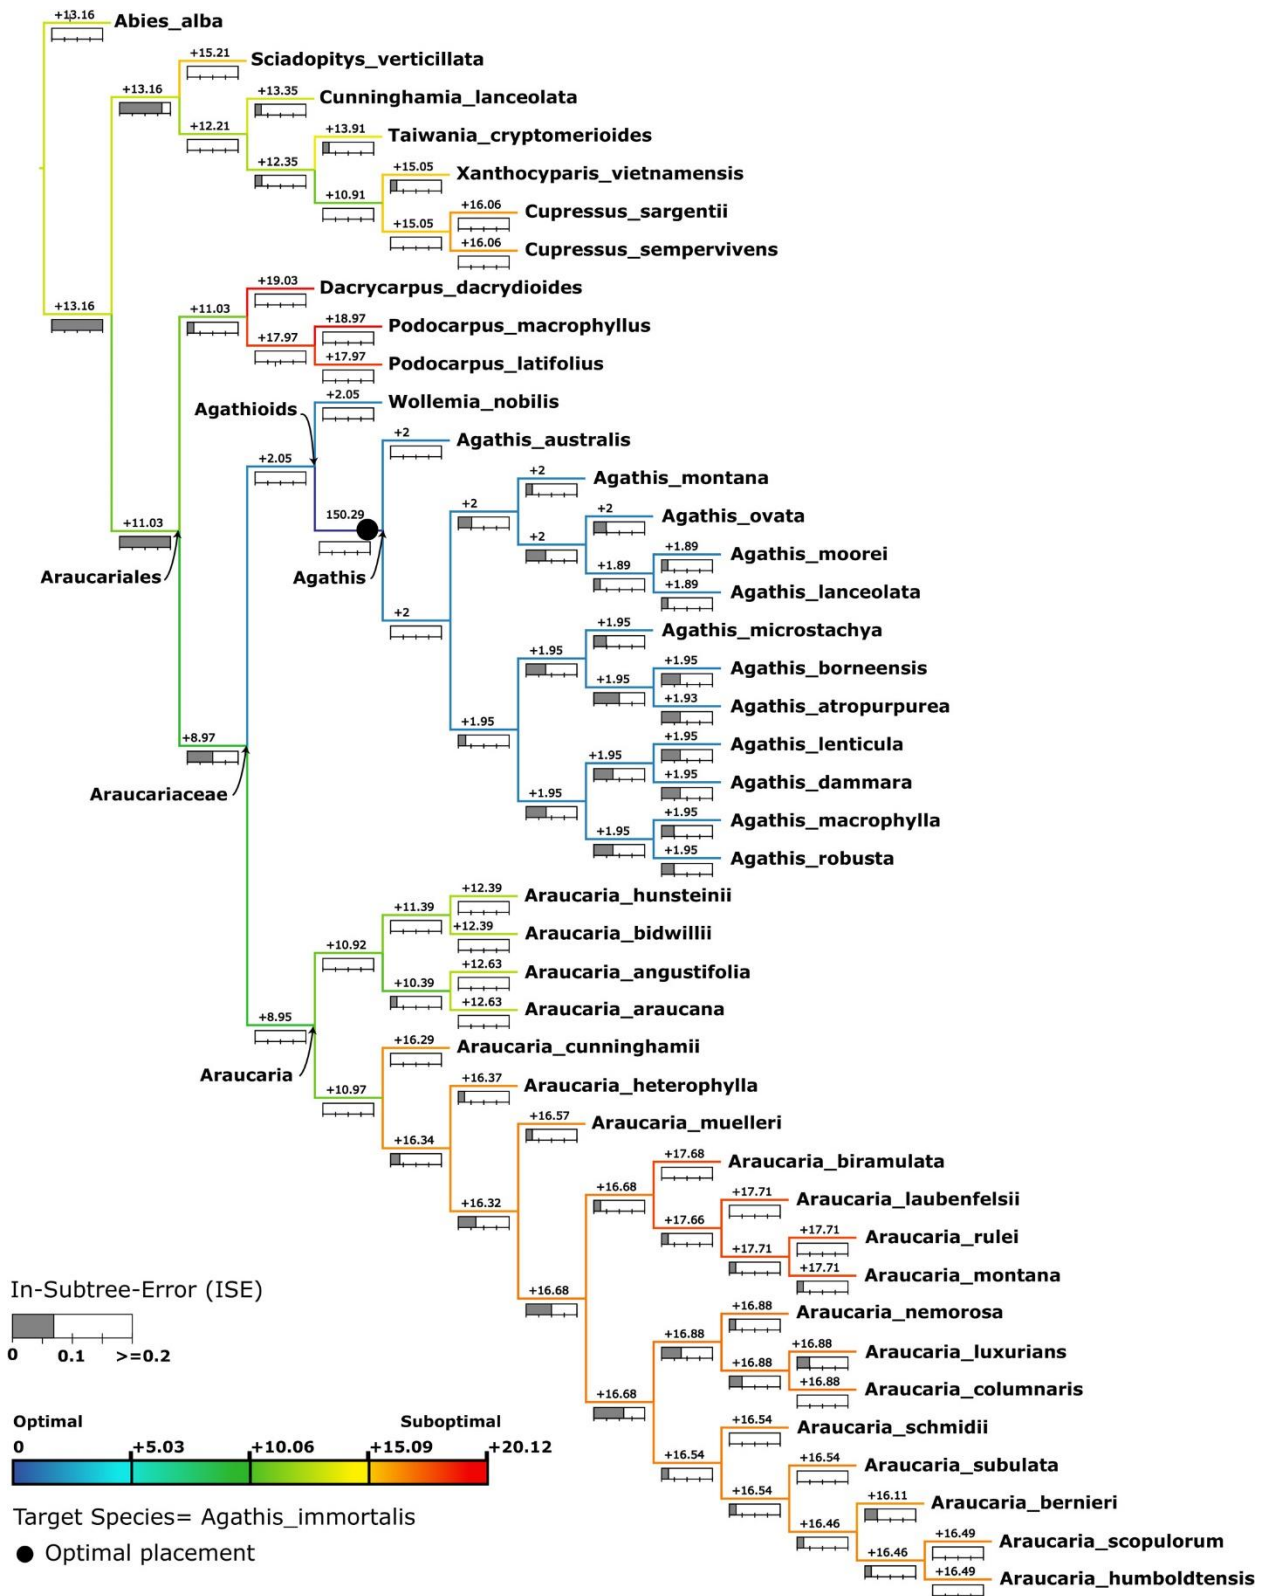 +13.16
Abies_alba
+15.21
Sciadopitys_verticillata
+13.16
+13.35
Cunninghamia_lanceolata
+12.21
+13.91
Taiwania_cryptomerioides
+12.35
+15.05
Xanthocyparis_vietnamensis
+10.91
+16.06
Cupressus_sargentii
+15.05
+16.06
Cupressus_sempervivens
+19.03
Dacrycarpus_dacrydioides
+13.16
+11.03
+18.97
Podocarpus_macrophyllus
+17.97
+17.97
Podocarpus_latifolius
+2.05
Wollemia_nobilis
Agathioids
+2
Agathis_australis
+2.05
+2
Agathis_montana
+2
+2
Agathis_ovata
150.29
+11.03
+2
+1.89
Agathis_moorei
Araucariales
Agathis
+1.89
+1.89
Agathis_lanceolata
+2
+1.95
Agathis_microstachya
+1.95
+1.95
Agathis_borneensis
+1.95
+1.93
Agathis_atropurpurea
+1.95
+1.95
Agathis_lenticula
+8.97
+1.95
+1.95
Agathis_dammara
Araucariaceae
+1.95
+1.95
Agathis_macrophylla
+1.95
+1.95
Agathis_robusta
+12.39
Araucaria_hunsteinii
+11.39
+12.39
Araucaria_bidwillii
+10.92
+12.63
Araucaria_angustifolia
+10.39
+12.63
Araucaria_araucana
+8.95
+16.29
Araucaria_cunninghamii
Araucaria
+16.37
Araucaria_heterophylla
+10.97
+16.57
Araucaria_muelleri
+16.34
+17.68
Araucaria_biramulata
+16.68
+17.71
Araucaria_laubenfelsii
+16.32
+17.66
+17.71
Araucaria_rulei
+17.71
+17.71
Araucaria_montana
+16.68
+16.88
Araucaria_nemorosa
+16.88
+16.88
Araucaria_luxurians
+16.88
+16.88
Araucaria_columnaris
+16.68
+16.54
Araucaria_schmidii
+16.54
+16.54
Araucaria_subulata
+16.54
+16.11
Araucaria_bernieri
+16.46
+16.49
Araucaria_scopulorum
+16.46
+16.49
Araucaria_humboldtensis
In-Subtree-Error (ISE)
0 0.1 >=0.2
Optimal Suboptimal
0 +5.03 +10.06 +15.09 +20.12
Target Species= Agathis_immortalis
Optimal placement